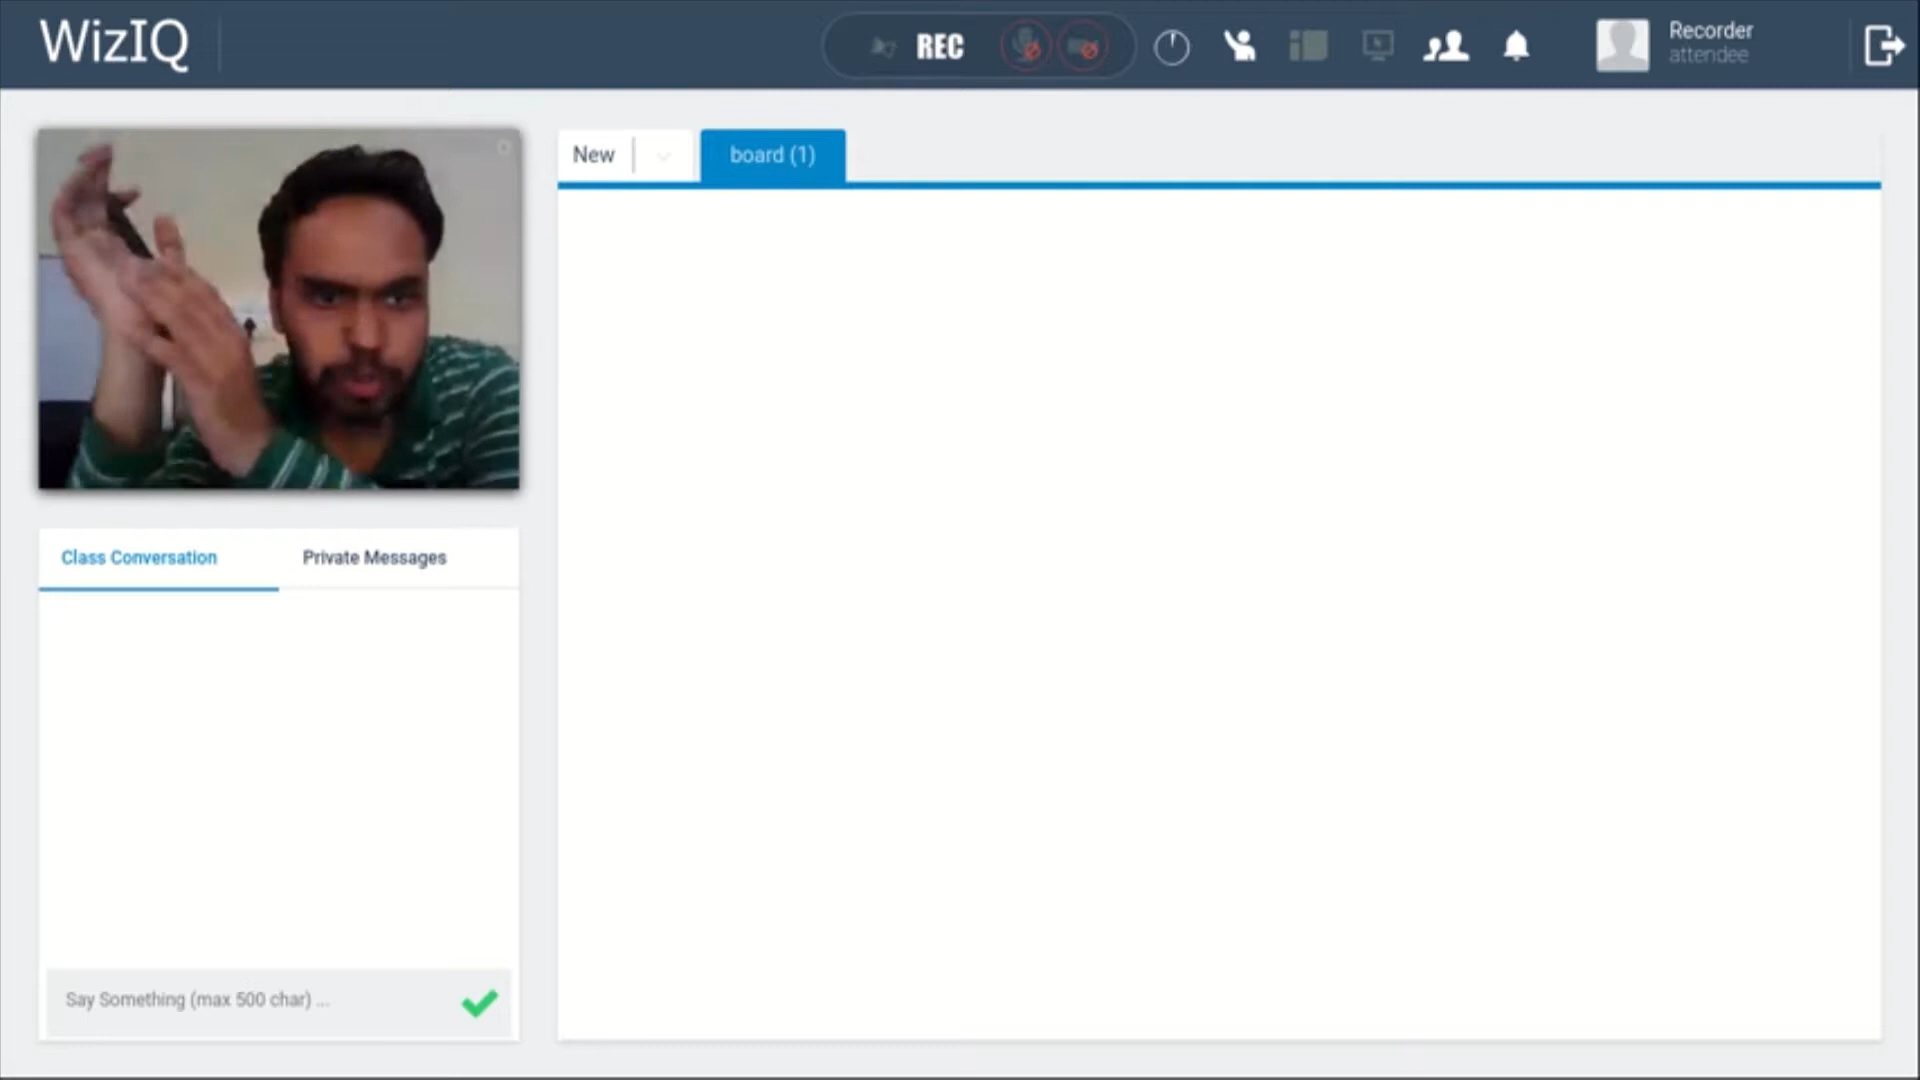 WizIQ
REC
Recorder
attendee
New
board (1)
Class Conversation
Private Messages
Say Something (max 500 char) ...